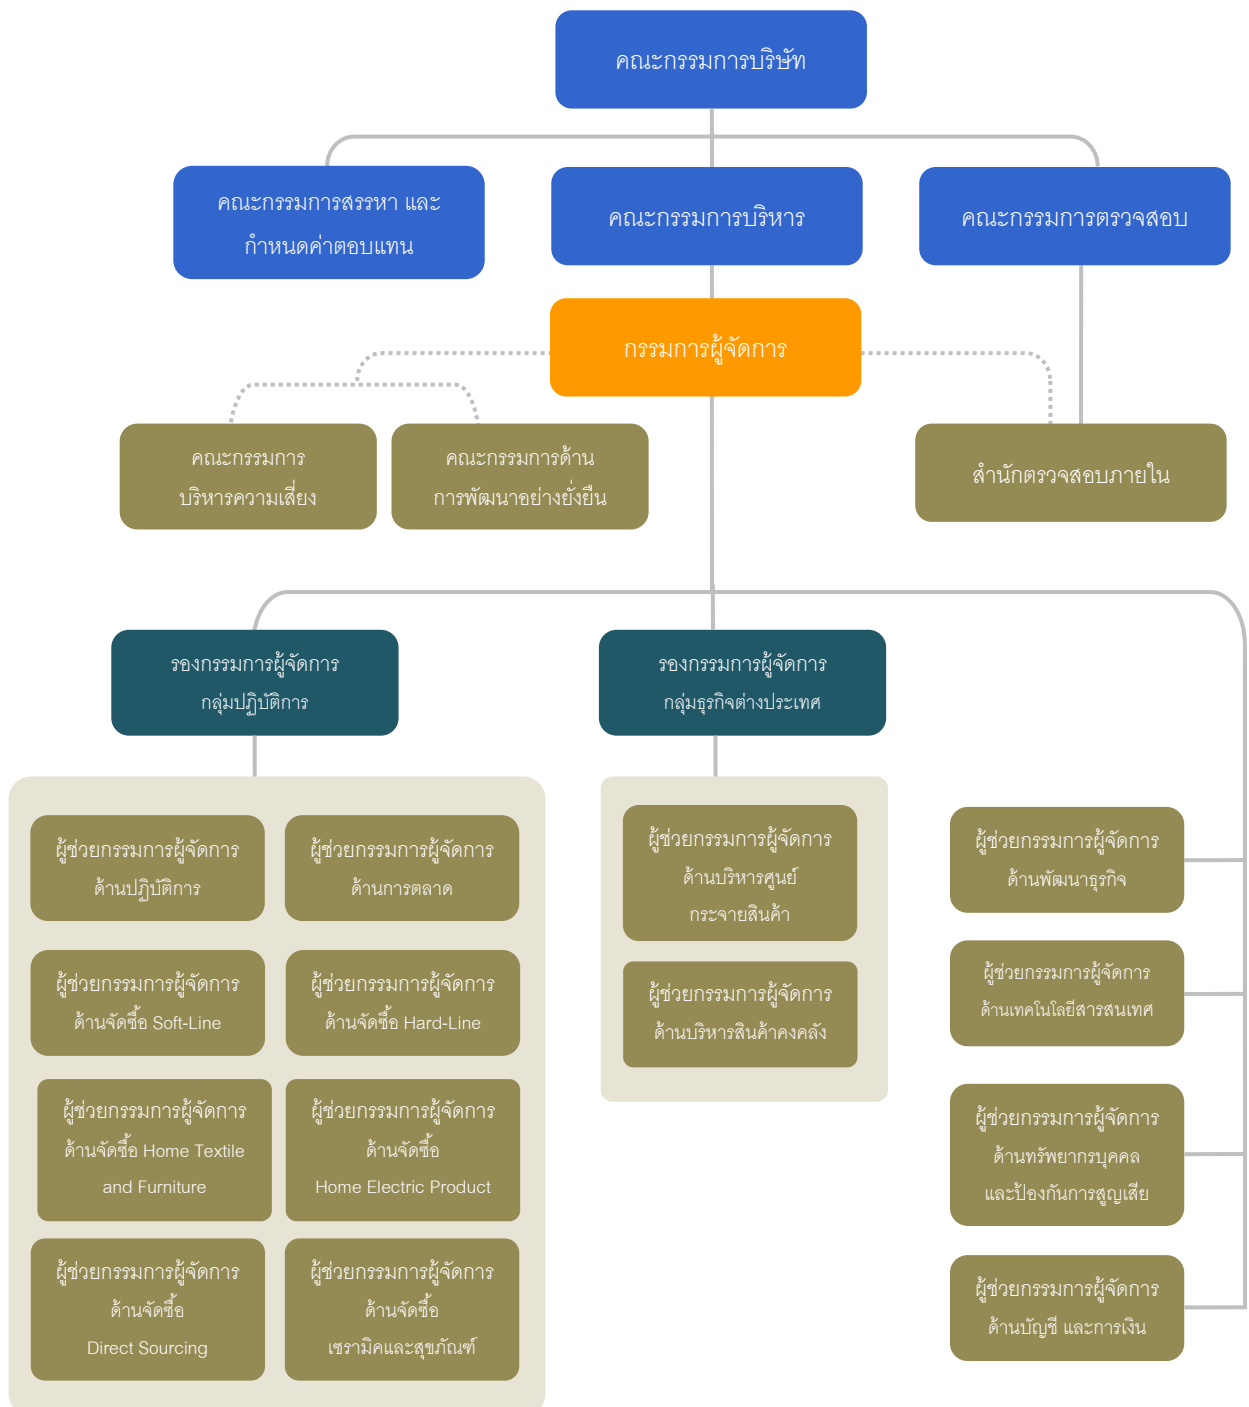 คณะกรรมการบริษัท
คณะกรรมการสรรหา และ
กำหนดค่าตอบแทน
คณะกรรมการบริหาร
คณะกรรมการตรวจสอบ
กรรมการผู้จัดการ
คณะกรรมการ
บริหารความเสี่ยง
คณะกรรมการด้าน
การพัฒนาอย่างยั่งยืน
สำนักตรวจสอบภายใน
รองกรรมการผู้จัดการ
กลุ่มปฏิบัติการ
รองกรรมการผู้จัดการ
กลุ่มธุรกิจต่างประเทศ
ผู้ช่วยกรรมการผู้จัดการ
ด้านปฏิบัติการ
ผู้ช่วยกรรมการผู้จัดการ
ด้านการตลาด
ผู้ช่วยกรรมการผู้จัดการ
ด้านจัดซื้อ Soft-Line
ผู้ช่วยกรรมการผู้จัดการ
ด้านจัดซื้อ Hard-Line
ผู้ช่วยกรรมการผู้จัดการ
ด้านจัดซื้อ Home Textile
and Furniture
ผู้ช่วยกรรมการผู้จัดการ
ด้านจัดซื้อ
Home Electric Product
ผู้ช่วยกรรมการผู้จัดการ
ด้านจัดซื้อ
Direct Sourcing
ผู้ช่วยกรรมการผู้จัดการ
ด้านจัดซื้อ
เซรามิคและสุขภัณฑ์
ผู้ช่วยกรรมการผู้จัดการ
ด้านบริหารศูนย์
กระจายสินค้า
ผู้ช่วยกรรมการผู้จัดการ
ด้านบริหารสินค้าคงคลัง
ผู้ช่วยกรรมการผู้จัดการ
ด้านพัฒนาธุรกิจ
ผู้ช่วยกรรมการผู้จัดการ
ด้านเทคโนโลยีสารสนเทศ
ผู้ช่วยกรรมการผู้จัดการ
ด้านทรัพยากรบุคคล
และป้องกันการสูญเสีย
ผู้ช่วยกรรมการผู้จัดการ
ด้านบัญชี และการเงิน